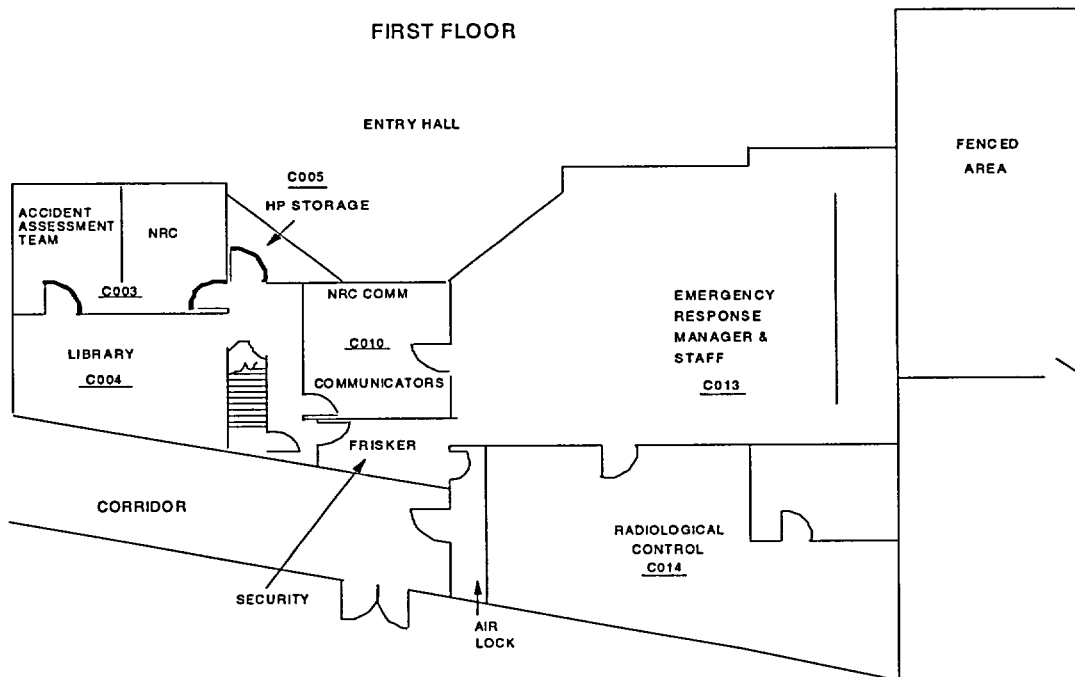 FIRST FLOOR
ENTRY HALL
FENCED
AREA
C005
HP STORAGE
ACCIDENT
ASSESSMENT
TEAM
NRC
C003
NRC COMM
C010
COMMUNICATORS
EMERGENCY
RESPONSE
MANAGER &
STAFF
C013
LIBRARY
C004
FRISKER
CORRIDOR
RADIOLOGICAL
CONTROL
C014
SECURITY
AIR
LOCK